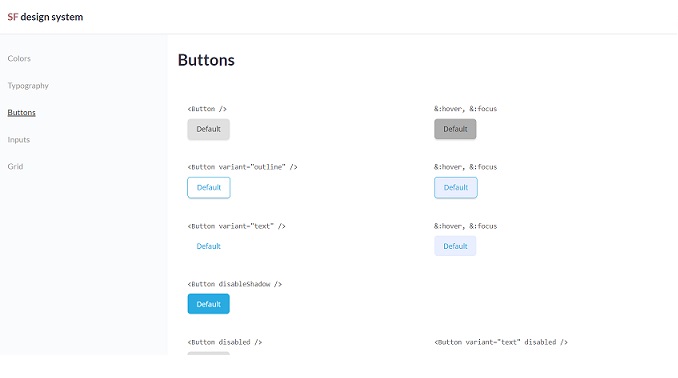 SF design system
Colors
Typography
Buttons
Inputs
Grid
Buttons
<Button />
&:hover, &:focus
Default
Default
<Button variant="outline" />
&:hover, &:focus
Default
Default
<Button variant="text" />
&:hover, &:focus
Default
Default
<Button disableShadow />
Default
<Button disabled />
<Button variant="text" disabled />